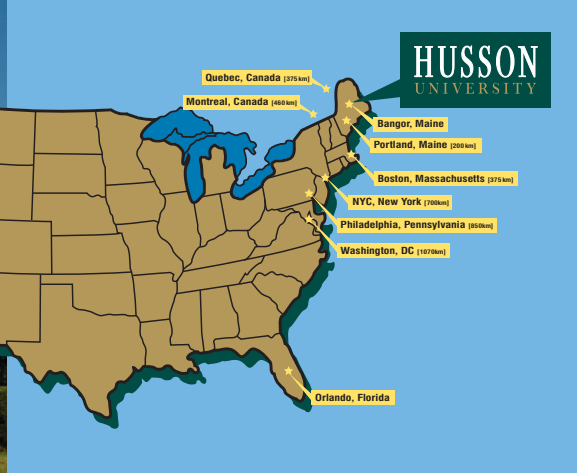 HUSSON
UNIVERSITY
Quebec, Canada [375km]
Montreal, Canada [460km]
Bangor, Maine
Portland, Maine [200km]
Boston, Massachusetts [375km]
NYC, New York [700km]
Philadelphia, Pennsylvania [850km]
Washington, DC [1070km]
Orlando, Florida